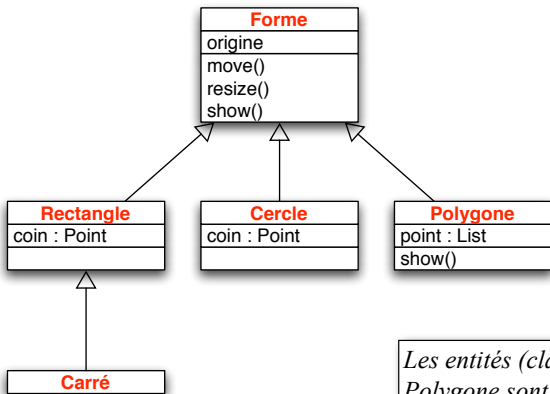 Forme
origine
move()
resize()
show()
Rectangle
coin : Point
Cercle
coin : Point
Polygone
point : List
show()
Carré
Les entités (cla
Polygone sont